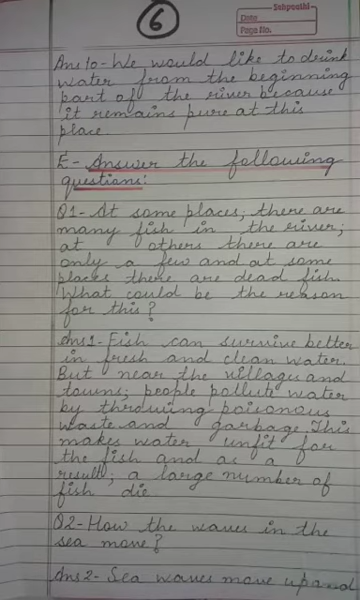 6
Schpoolki
Date
Page No.
Ans 10- We would like to drink
water from the beginning
part of the river because
it remains pure at this
place
E- Answer the following
questions:
Q1- At some places, there are
many fish in the river;
at others there are
only a few and at some
places there are dead fish.
What could be the reason
for this?
Ans1- Fish can survive better
in fresh and clean water.
But near the villages and
towns; people pollute water
by throwing poisonous
waste and garbage. This
makes water unfit for
the fish and as a
result; a large number of
fish die
Q2- How the waves in the
sea move?
Ans2- Sea waves move up and